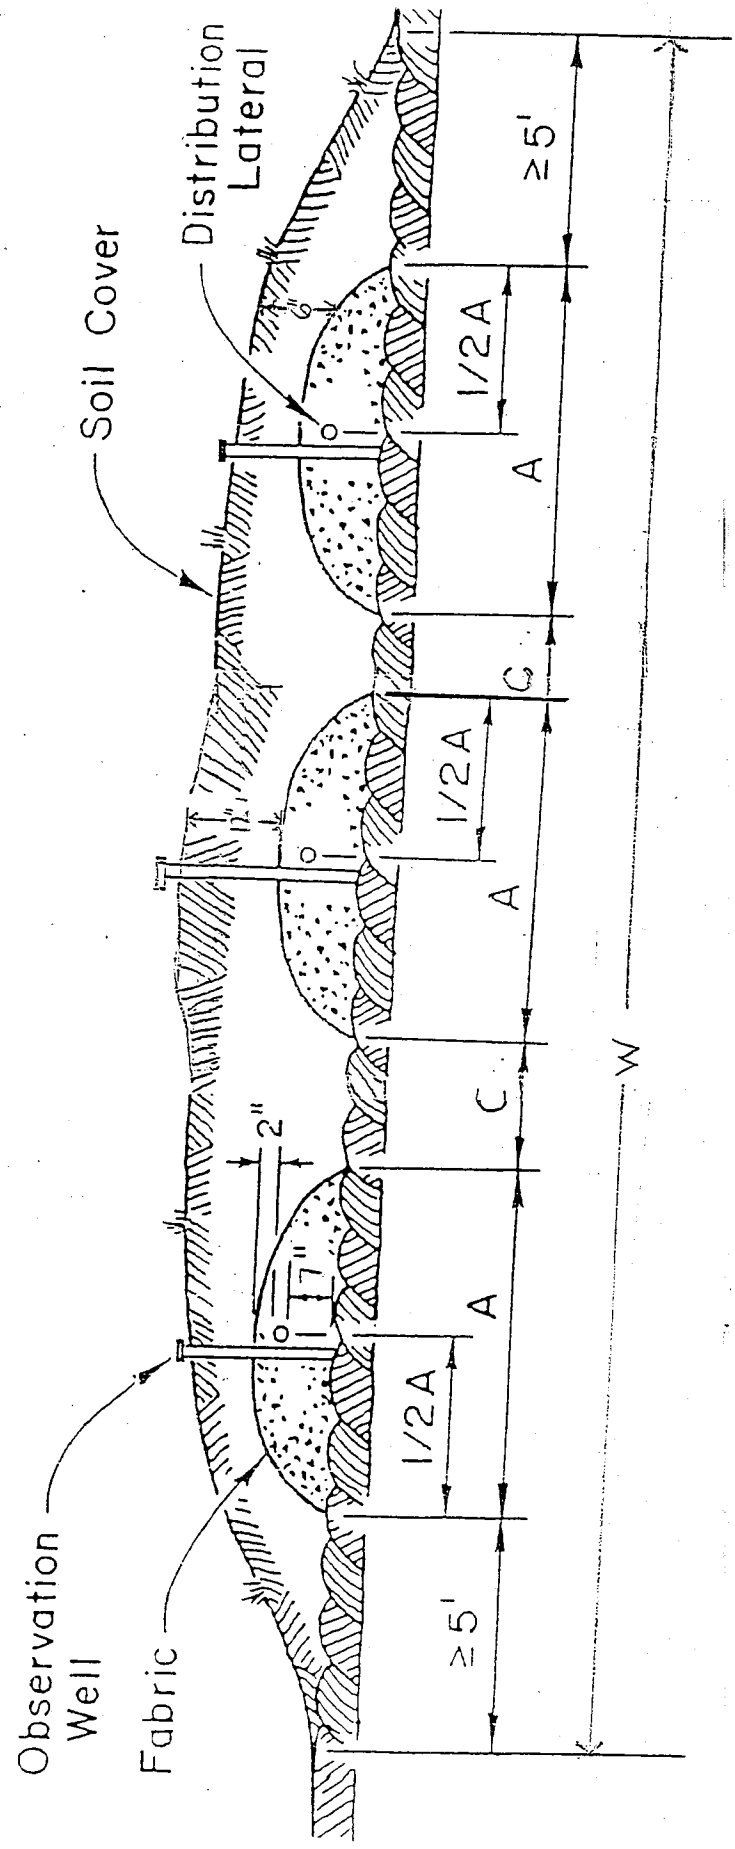 Observation
Well
Fabric
Soil Cover
Distribution
Lateral
2"
7"
12"
6"
1/2A
1/2A
1/2A
≥5'
A
C
A
C
A
≥5'
W